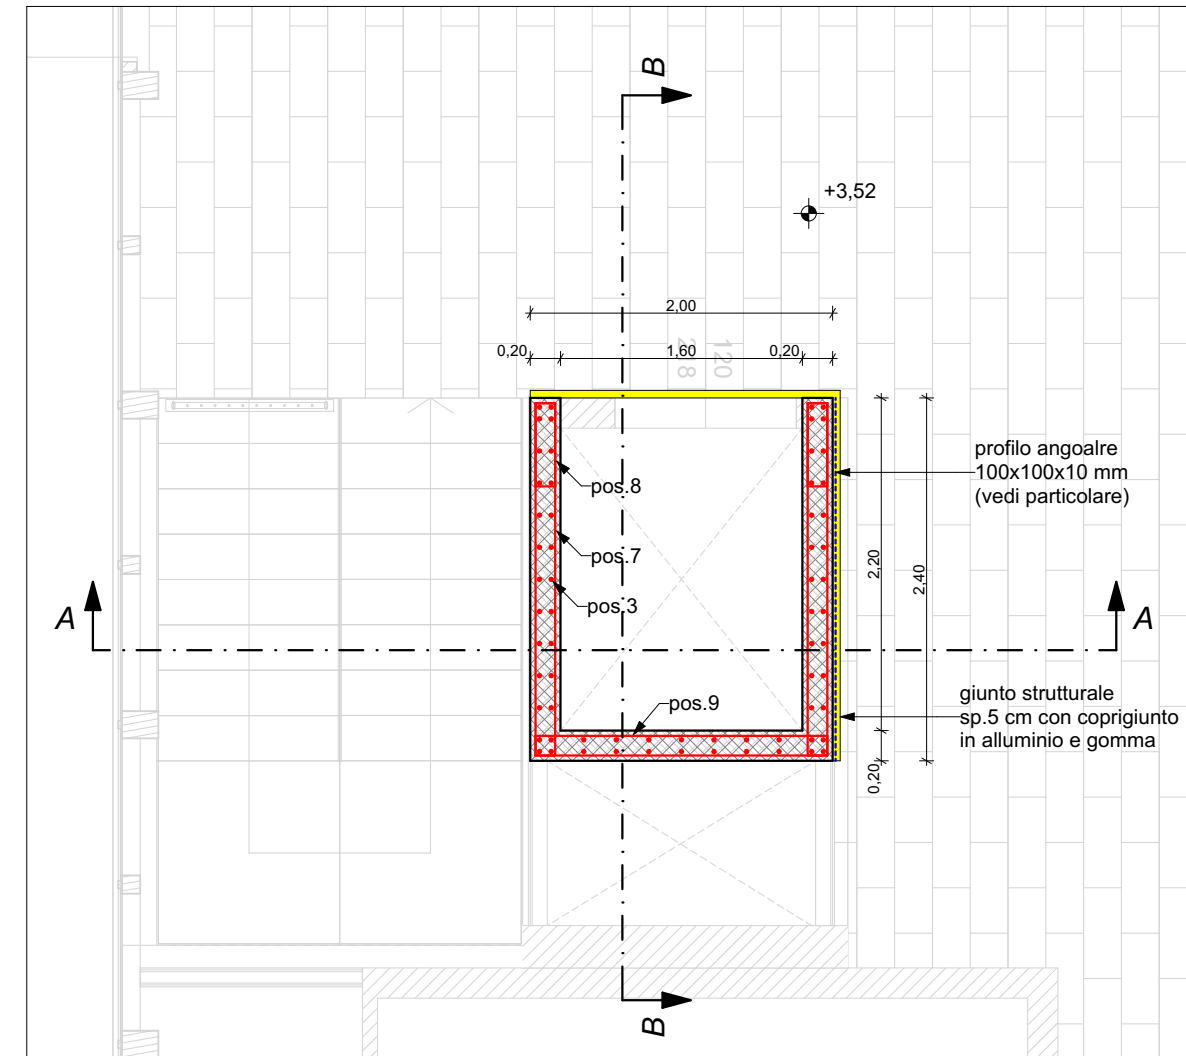 B
+3,52
2,00
0,20
1,60
0,20
120
218
profilo angoalre
100x100x10 mm
(vedi particolare)
pos.8
pos.7
2,20
2,40
pos.3
A
A
pos.9
giunto strutturale
sp.5 cm con coprigiunto
in alluminio e gomma
0,20
B